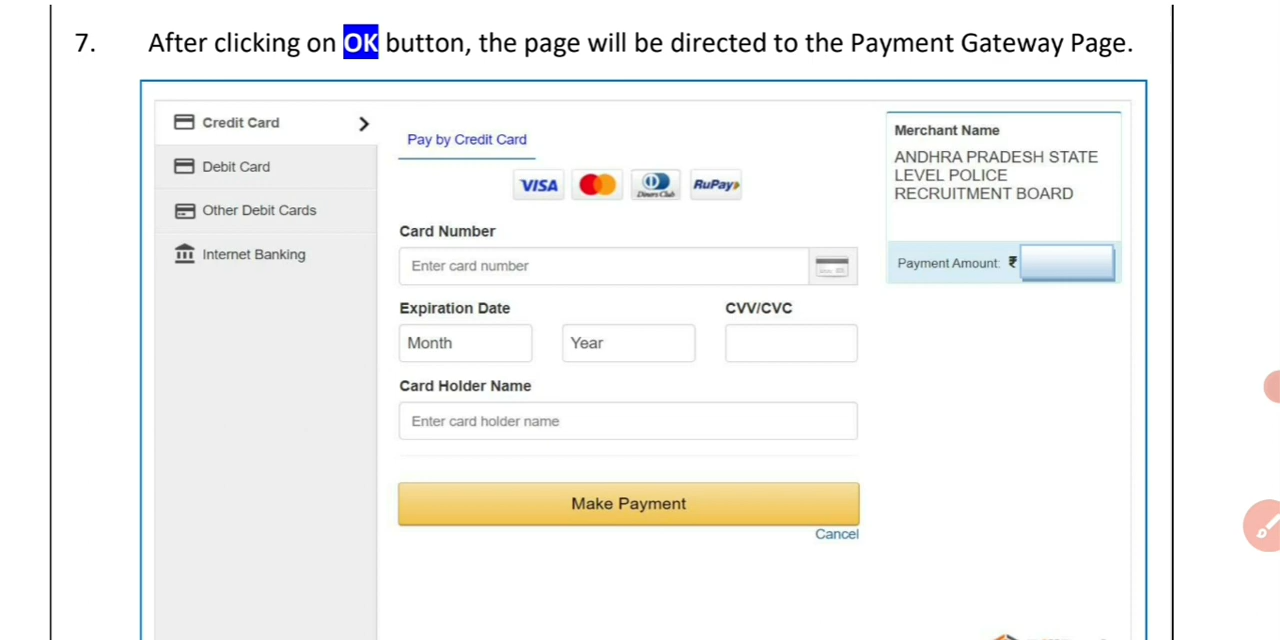 7. After clicking on OK button, the page will be directed to the Payment Gateway Page.
Credit Card
Debit Card
Other Debit Cards
Internet Banking
Pay by Credit Card
VISA
Diners Club
RuPay
Card Number
Enter card number
Expiration Date
CVV/CVC
Month
Year
Card Holder Name
Enter card holder name
Make Payment
Cancel
Merchant Name
ANDHRA PRADESH STATE
LEVEL POLICE
RECRUITMENT BOARD
Payment Amount: ₹